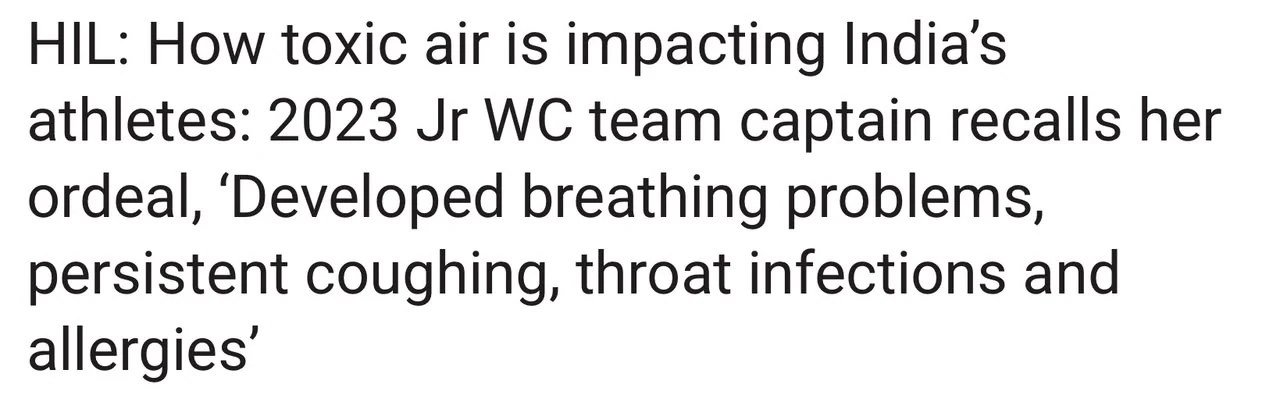 HIL: How toxic air is impacting India’s
athletes: 2023 Jr WC team captain recalls her
ordeal, ‘Developed breathing problems,
persistent coughing, throat infections and
allergies’